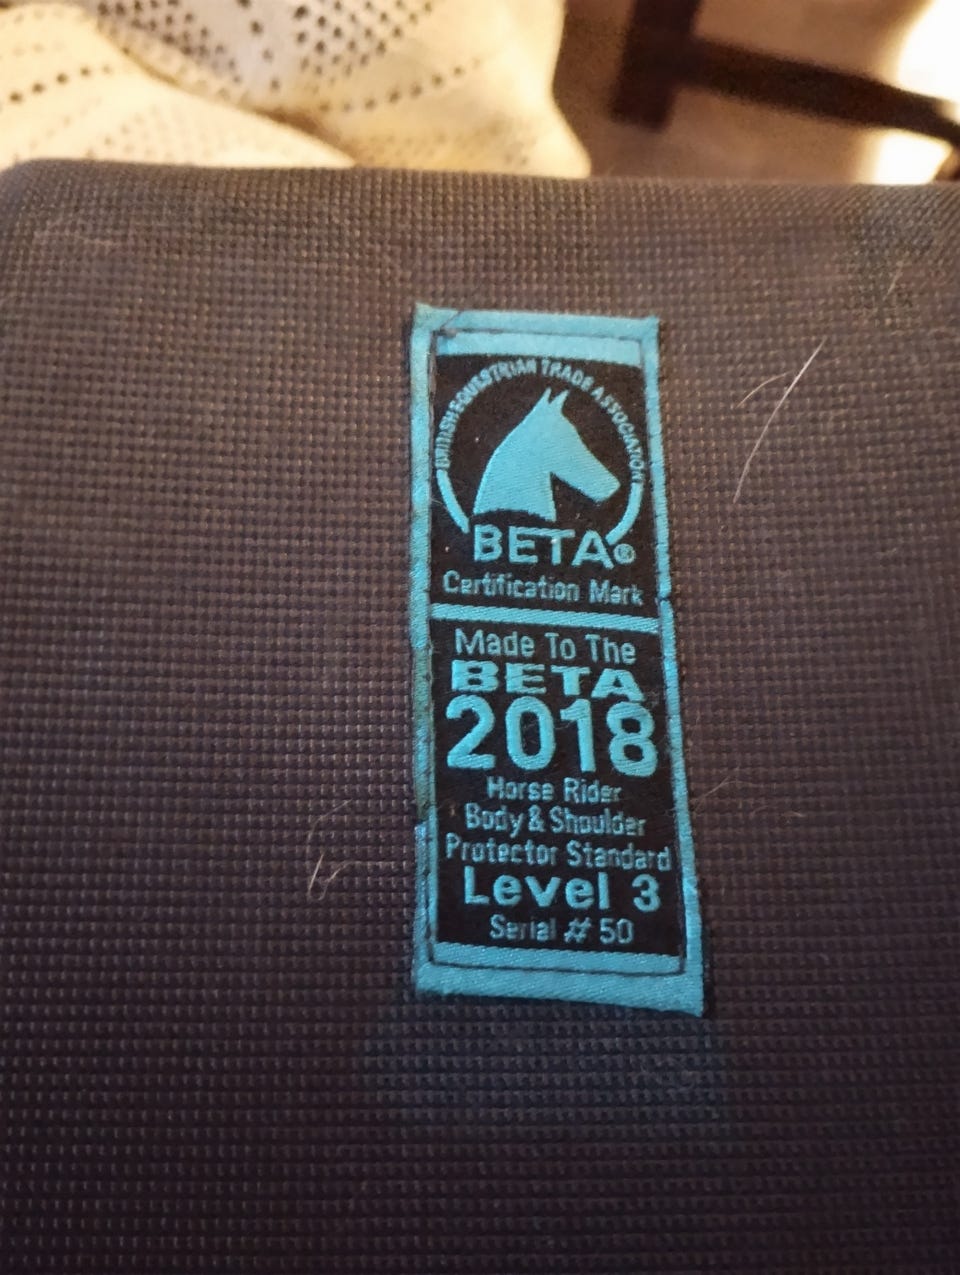 BRITISH EQUESTRIAN TRADE ASSOCIATION
BETA®
Certification Mark
Made To The
BETA
2018
Horse Rider
Body & Shoulder
Protector Standard
Level 3
Serial # 50